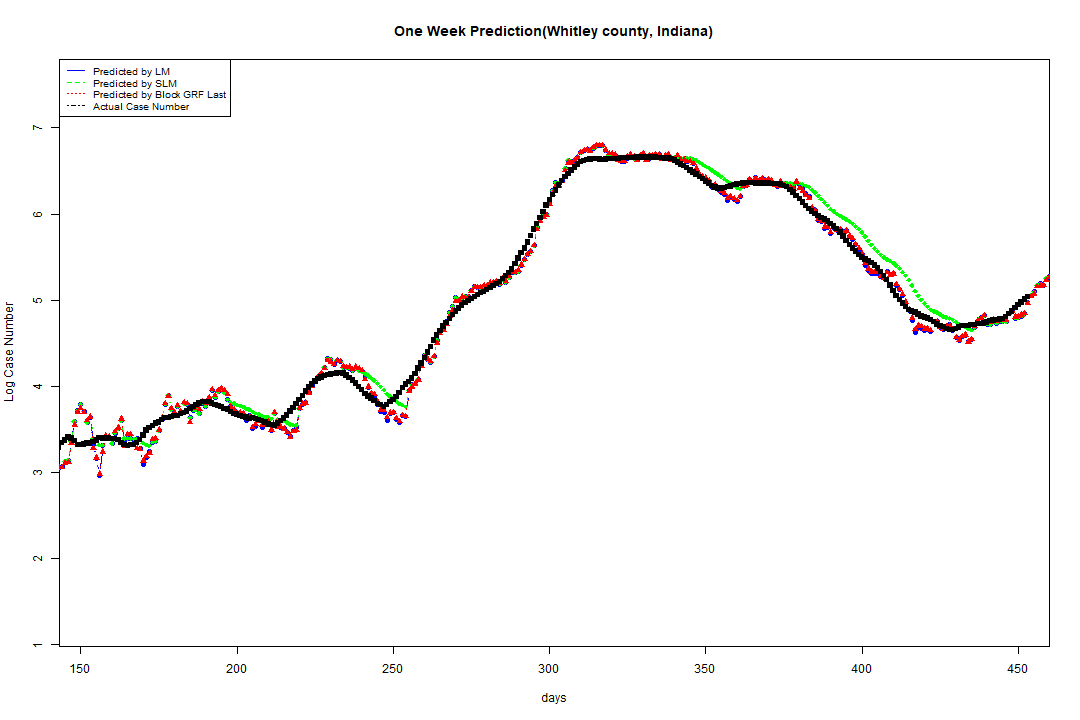 One Week Prediction(Whitley county, Indiana)
Predicted by LM
Predicted by SLM
Predicted by Block GRF Last
Actual Case Number
7
6
5
4
3
2
1
Log Case Number
150 200 250 300 350 400 450
days